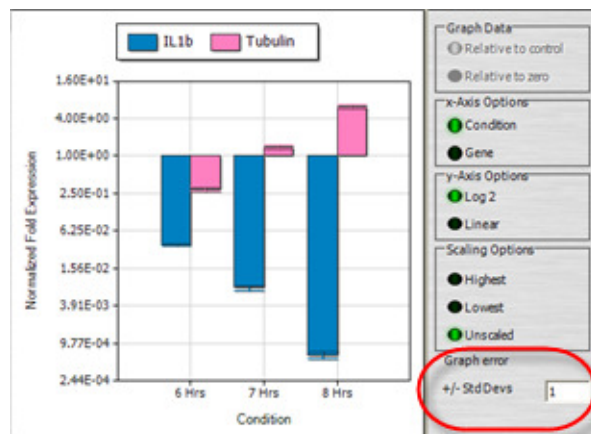 IL1b Tubulin
Normalized Fold Expression
1.60E+01
4.00E+00
1.00E+00
2.50E-01
6.25E-02
1.56E-02
3.91E-03
9.77E-04
2.44E-04
6 Hrs 7 Hrs 8 Hrs
Condition
Graph Data
Relative to control
Relative to zero
x-Axis Options
Condition
Gene
y-Axis Options
Log 2
Linear
Scaling Options
Highest
Lowest
Unscaled
Graph error
+/- Std Devs 1